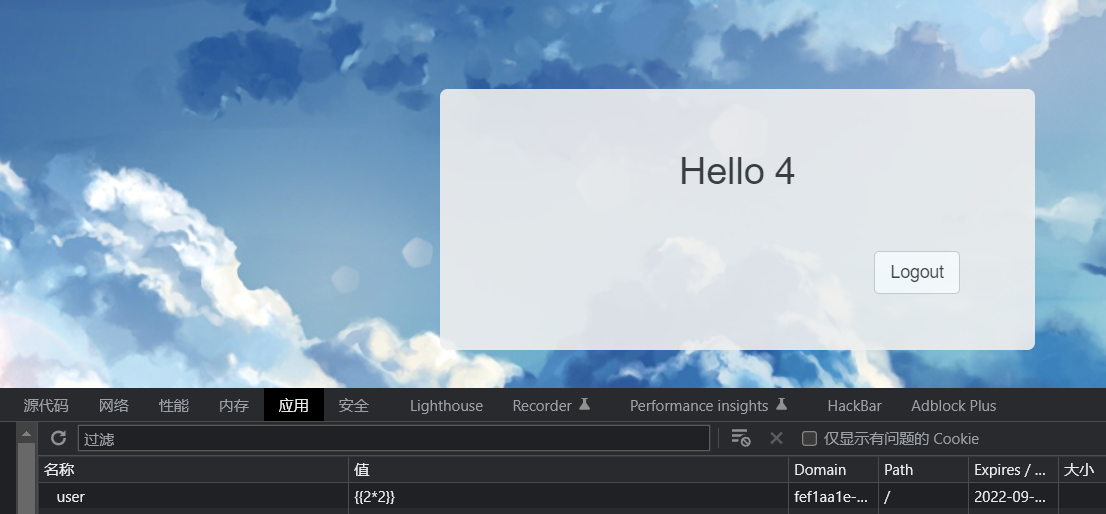 Hello 4
Logout
源代码 网络 性能 内存 应用 安全 Lighthouse Recorder Performance insights HackBar Adblock Plus
过滤 仅显示有问题的 Cookie
名称 值 Domain Path Expires / ... 大小
user {{2*2}} fef1aa1e-... / 2022-09-...